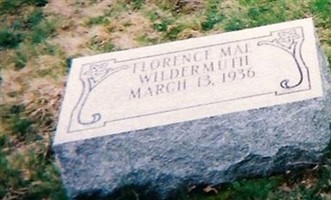 FLORENCE MAE
WILDERMUTH
MARCH 13, 1936